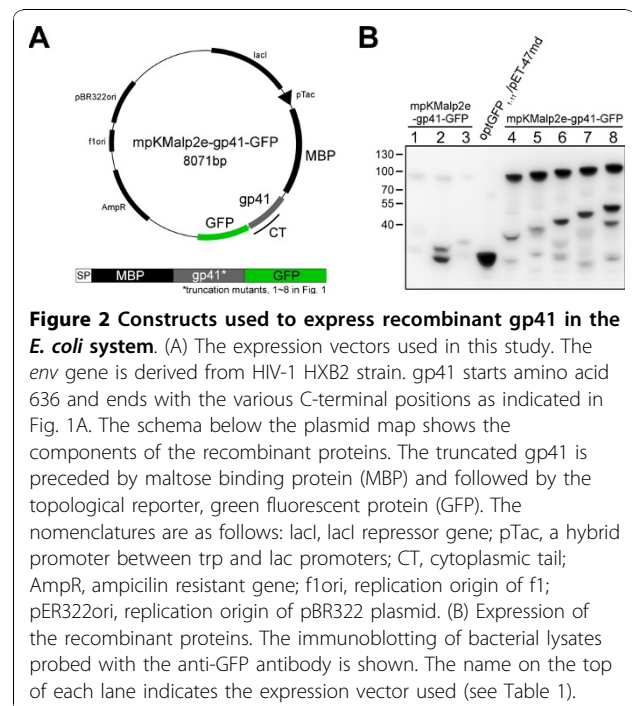 A
lacI
pTac
pBR322ori
f1ori
mpKMalp2e-gp41-GFP
8071bp
MBP
AmpR
gp41
GFP
CT
SP MBP gp41* GFP
*truncation mutants, 1~8 in Fig. 1
B
mpKMalp2e
-gp41-GFP
optGFP1-11/pET-47md
mpKMalp2e-gp41-GFP
1 2 3 4 5 6 7 8
130
100
70
55
40
Figure 2 Constructs used to express recombinant gp41 in the
E. coli system. (A) The expression vectors used in this study. The
env gene is derived from HIV-1 HXB2 strain. gp41 starts amino acid
636 and ends with the various C-terminal positions as indicated in
Fig. 1A. The schema below the plasmid map shows the
components of the recombinant proteins. The truncated gp41 is
preceded by maltose binding protein (MBP) and followed by the
topological reporter, green fluorescent protein (GFP). The
nomenclatures are as follows: lacI, lacI repressor gene; pTac, a hybrid
promoter between trp and lac promoters; CT, cytoplasmic tail;
AmpR, ampicilin resistant gene; f1ori, replication origin of f1;
pER322ori, replication origin of pBR322 plasmid. (B) Expression of
the recombinant proteins. The immunoblotting of bacterial lysates
probed with the anti-GFP antibody is shown. The name on the top
of each lane indicates the expression vector used (see Table 1).